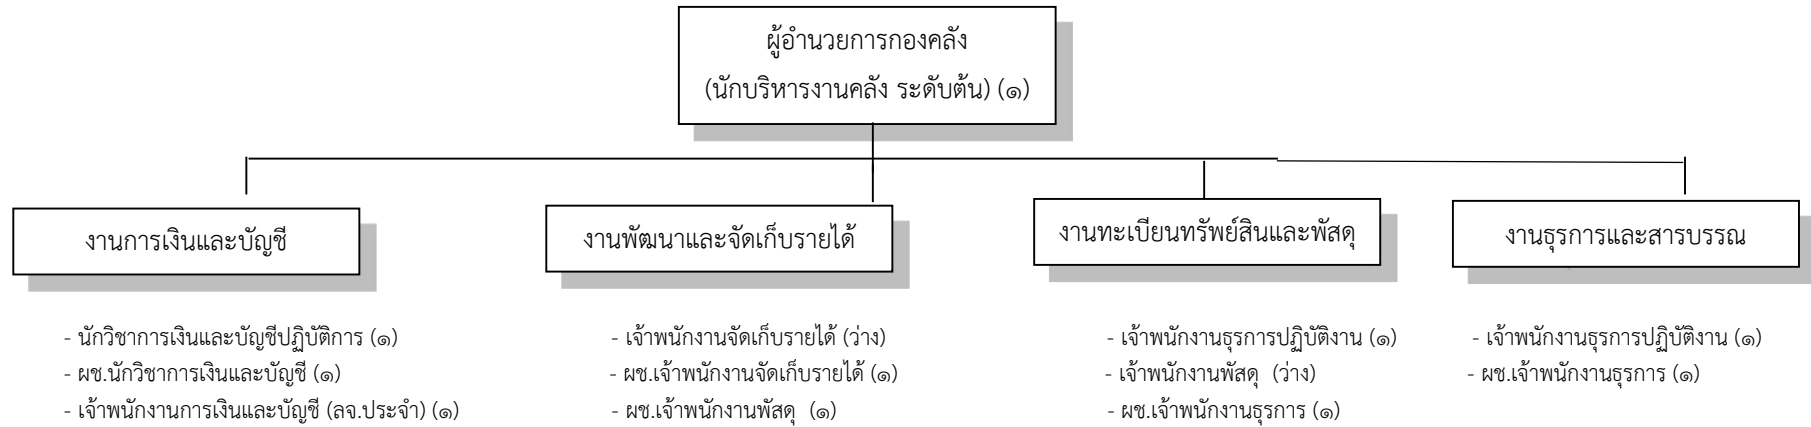 ผู้อำนวยการกองคลัง
(นักบริหารงานคลัง ระดับต้น) (๑)
งานการเงินและบัญชี
- นักวิชาการเงินและบัญชีปฏิบัติการ (๑)
- ผช.นักวิชาการเงินและบัญชี (๑)
- เจ้าพนักงานการเงินและบัญชี (ลจ.ประจำ) (๑)
งานพัฒนาและจัดเก็บรายได้
- เจ้าพนักงานจัดเก็บรายได้ (ว่าง)
- ผช.เจ้าพนักงานจัดเก็บรายได้ (๑)
- ผช.เจ้าพนักงานพัสดุ (๑)
งานทะเบียนทรัพย์สินและพัสดุ
- เจ้าพนักงานธุรการปฏิบัติงาน (๑)
- เจ้าพนักงานพัสดุ (ว่าง)
- ผช.เจ้าพนักงานธุรการ (๑)
งานธุรการและสารบรรณ
- เจ้าพนักงานธุรการปฏิบัติงาน (๑)
- ผช.เจ้าพนักงานธุรการ (๑)